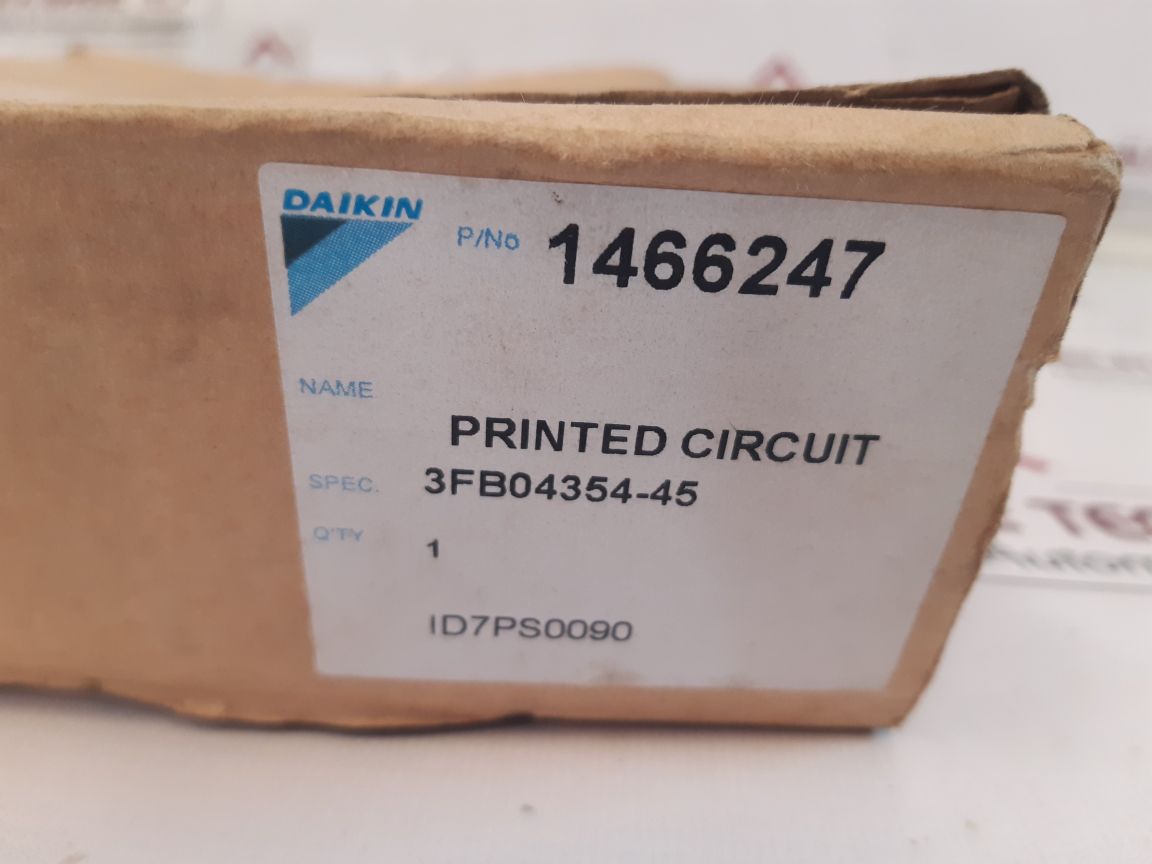 DAIKIN
P/No 1466247
NAME
PRINTED CIRCUIT
SPEC. 3FB04354-45
Q'TY 1
ID7PS0090